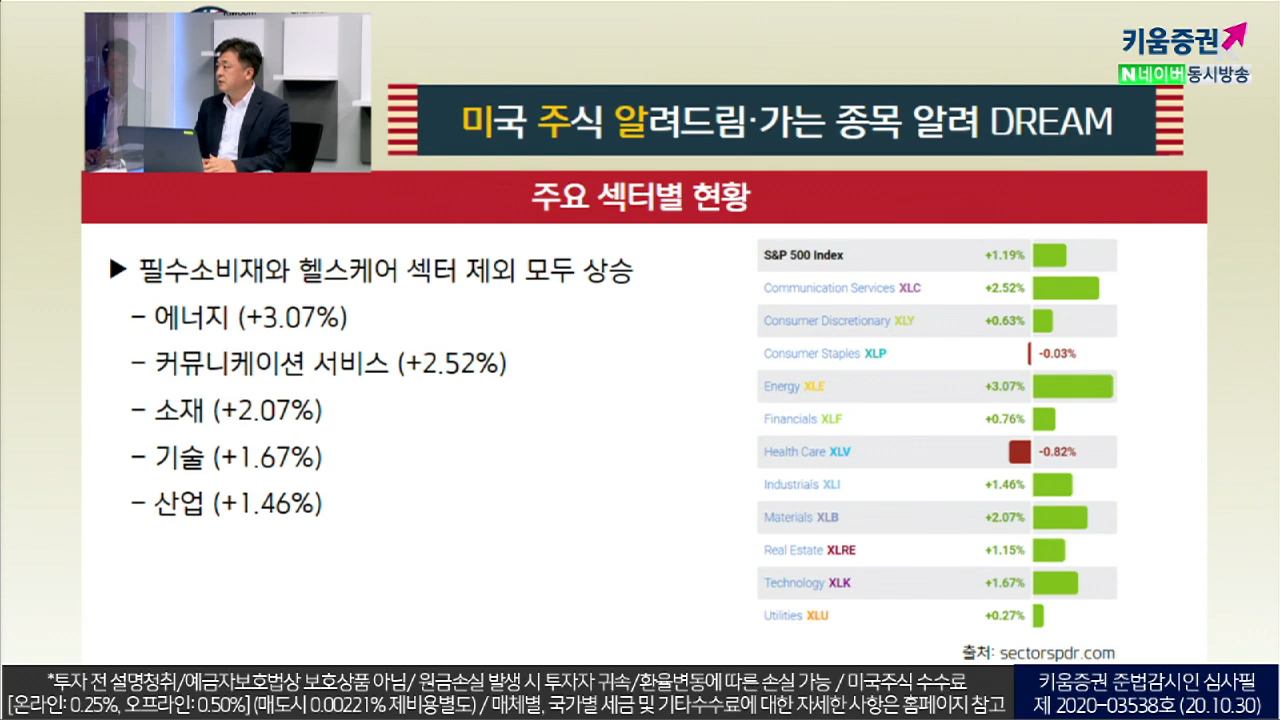 키움증권
N 네이버 동시방송
미국 주식 알려드림·가는 종목 알려 DREAM
주요 섹터별 현황
▶ 필수소비재와 헬스케어 섹터 제외 모두 상승
- 에너지 (+3.07%)
- 커뮤니케이션 서비스 (+2.52%)
- 소재 (+2.07%)
- 기술 (+1.67%)
- 산업 (+1.46%)
S&P 500 Index +1.19%
Communication Services XLC +2.52%
Consumer Discretionary XLY +0.63%
Consumer Staples XLP -0.03%
Energy XLE +3.07%
Financials XLF +0.76%
Health Care XLV -0.82%
Industrials XLI +1.46%
Materials XLB +2.07%
Real Estate XLRE +1.15%
Technology XLK +1.67%
Utilities XLU +0.27%
출처: sectorspdr.com
*투자 전 설명청취/예금자보호법상 보호상품 아님/ 원금손실 발생 시 투자자 귀속/환율변동에 따른 손실 가능 / 미국주식 수수료
[온라인: 0.25%, 오프라인: 0.50%] (매도시 0.00221% 제비용별도) / 매체별, 국가별 세금 및 기타수수료에 대한 자세한 사항은 홈페이지 참고
키움증권 준법감시인 심사필
제 2020-03538호 (20.10.30)